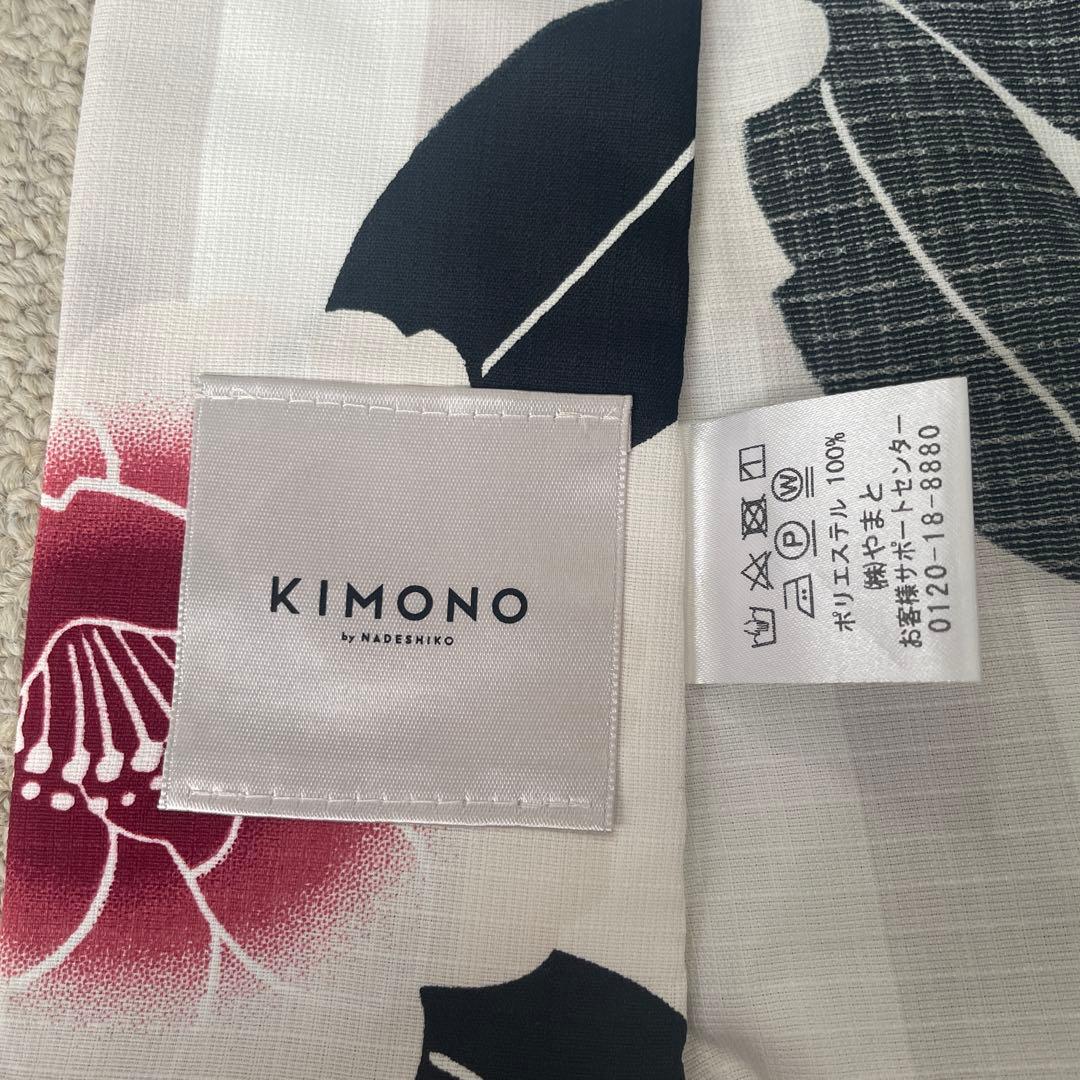 KIMONO
by NADESHIKO
W
P
ポリエステル 100%
㈱やまと
お客様サポートセンター
0120-18-8880